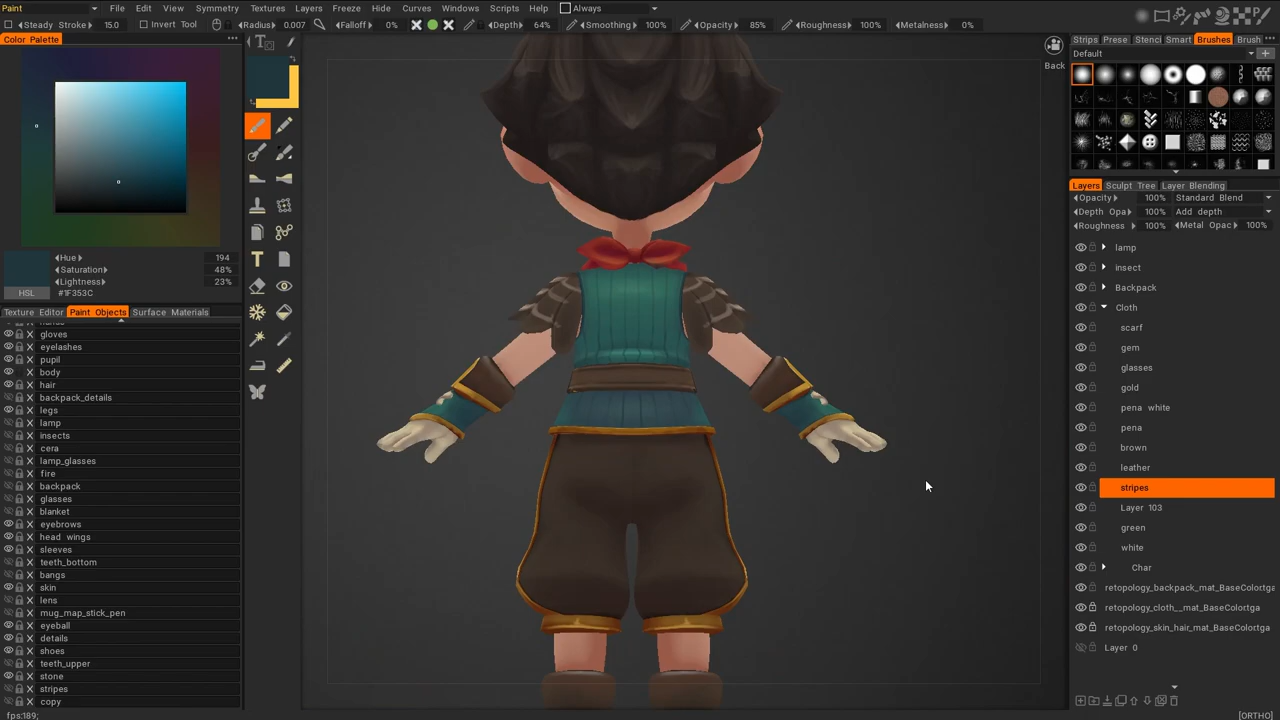 Paint File Edit View Symmetry Textures Layers Freeze Hide Curves Windows Scripts Help Always
Steady Stroke 15.0 Invert Tool Radius 0.007 Falloff 0% Depth 64% Smoothing 100% Opacity 85% Roughness 100% Metalness 0%
Color Palette
Back
Strips Prese Stenci Smart Brushes Brush
Default
Layers Sculpt Tree Layer Blending
Opacity 100% Standard Blend
Depth Opa 100% Add depth
Roughness 100% Metal Opac 100%
lamp
insect
Backpack
Cloth
scarf
gem
glasses
gold
pena white
pena
brown
leather
stripes
Layer 103
green
white
Char
retopology_backpack_mat_BaseColortga
retopology_cloth__mat_BaseColortga
retopology_skin_hair_mat_BaseColortga
Layer 0
Hue 194
Saturation 48%
Lightness 23%
HSL #1F353C
Texture Editor Paint Objects Surface Materials
gloves
eyelashes
pupil
body
hair
backpack_details
legs
lamp
insects
cera
lamp_glasses
fire
backpack
glasses
blanket
eyebrows
head wings
sleeves
teeth_bottom
bangs
skin
lens
mug_map_stick_pen
eyeball
details
shoes
teeth_upper
stone
stripes
copy
fps:189;
[ORTHO]